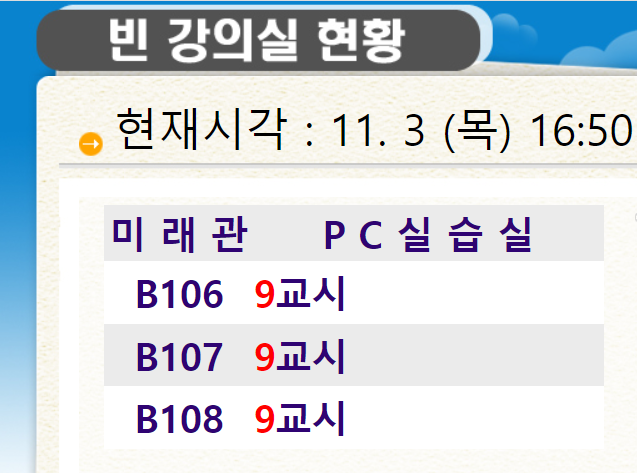 빈 강의실 현황
현재시각 : 11. 3 (목) 16:50
미 래 관 P C 실 습 실
B106 9교시
B107 9교시
B108 9교시